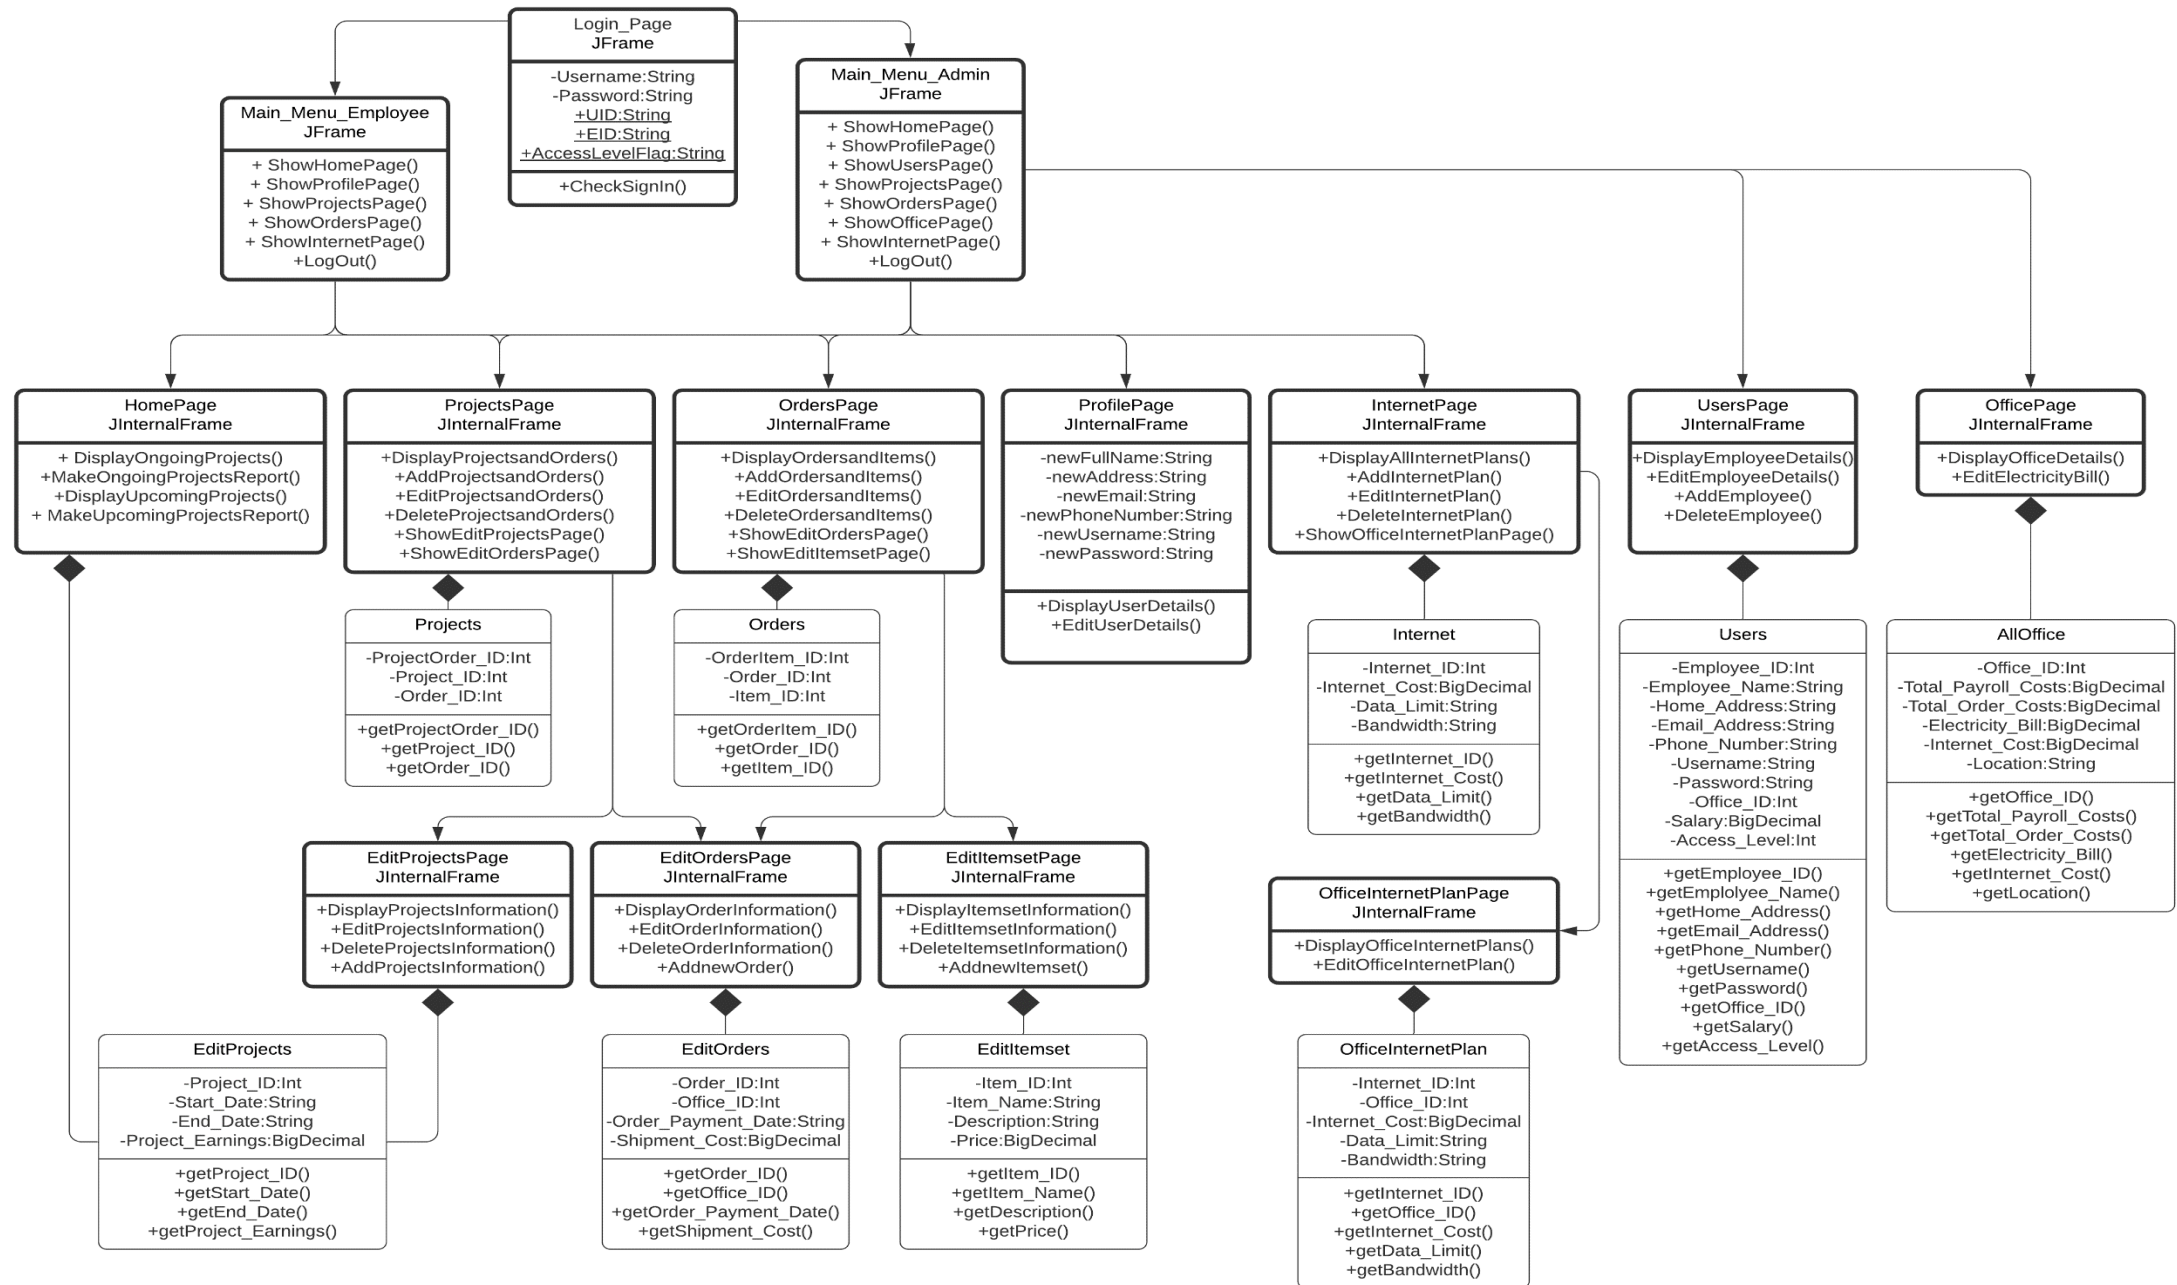 Login_Page
JFrame
-Username:String
-Password:String
+UID:String
+EID:String
+AccessLevelFlag:String
+CheckSignIn()
Main_Menu_Employee
JFrame
+ ShowHomePage()
+ ShowProfilePage()
+ ShowProjectsPage()
+ ShowOrdersPage()
+ ShowInternetPage()
+LogOut()
Main_Menu_Admin
JFrame
+ ShowHomePage()
+ ShowProfilePage()
+ ShowUsersPage()
+ ShowProjectsPage()
+ ShowOrdersPage()
+ ShowOfficePage()
+ ShowInternetPage()
+LogOut()
HomePage
JInternalFrame
+ DisplayOngoingProjects()
+MakeOngoingProjectsReport()
+DisplayUpcomingProjects()
+ MakeUpcomingProjectsReport()
ProjectsPage
JInternalFrame
+DisplayProjectsandOrders()
+AddProjectsandOrders()
+EditProjectsandOrders()
+DeleteProjectsandOrders()
+ShowEditProjectsPage()
+ShowEditOrdersPage()
OrdersPage
JInternalFrame
+DisplayOrdersandItems()
+AddOrdersandItems()
+EditOrdersandItems()
+DeleteOrdersandItems()
+ShowEditOrdersPage()
+ShowEditItemsetPage()
ProfilePage
JInternalFrame
-newFullName:String
-newAddress:String
-newEmail:String
-newPhoneNumber:String
-newUsername:String
-newPassword:String
+DisplayUserDetails()
+EditUserDetails()
InternetPage
JInternalFrame
+DisplayAllInternetPlans()
+AddInternetPlan()
+EditInternetPlan()
+DeleteInternetPlan()
+ShowOfficeInternetPlanPage()
UsersPage
JInternalFrame
+DisplayEmployeeDetails()
+EditEmployeeDetails()
+AddEmployee()
+DeleteEmployee()
OfficePage
JInternalFrame
+DisplayOfficeDetails()
+EditElectricityBill()
Projects
-ProjectOrder_ID:Int
-Project_ID:Int
-Order_ID:Int
+getProjectOrder_ID()
+getProject_ID()
+getOrder_ID()
Orders
-OrderItem_ID:Int
-Order_ID:Int
-Item_ID:Int
+getOrderItem_ID()
+getOrder_ID()
+getItem_ID()
Internet
-Internet_ID:Int
-Internet_Cost:BigDecimal
-Data_Limit:String
-Bandwidth:String
+getInternet_ID()
+getInternet_Cost()
+getData_Limit()
+getBandwidth()
Users
-Employee_ID:Int
-Employee_Name:String
-Home_Address:String
-Email_Address:String
-Phone_Number:String
-Username:String
-Password:String
-Office_ID:Int
-Salary:BigDecimal
-Access_Level:Int
+getEmployee_ID()
+getEmplolyee_Name()
+getHome_Address()
+getEmail_Address()
+getPhone_Number()
+getUsername()
+getPassword()
+getOffice_ID()
+getSalary()
+getAccess_Level()
AllOffice
-Office_ID:Int
-Total_Payroll_Costs:BigDecimal
-Total_Order_Costs:BigDecimal
-Electricity_Bill:BigDecimal
-Internet_Cost:BigDecimal
-Location:String
+getOffice_ID()
+getTotal_Payroll_Costs()
+getTotal_Order_Costs()
+getElectricity_Bill()
+getInternet_Cost()
+getLocation()
EditProjectsPage
JInternalFrame
+DisplayProjectsInformation()
+EditProjectsInformation()
+DeleteProjectsInformation()
+AddProjectsInformation()
EditOrdersPage
JInternalFrame
+DisplayOrderInformation()
+EditOrderInformation()
+DeleteOrderInformation()
+AddnewOrder()
EditItemsetPage
JInternalFrame
+DisplayItemsetInformation()
+EditItemsetInformation()
+DeleteItemsetInformation()
+AddnewItemset()
OfficeInternetPlanPage
JInternalFrame
+DisplayOfficeInternetPlans()
+EditOfficeInternetPlan()
EditProjects
-Project_ID:Int
-Start_Date:String
-End_Date:String
-Project_Earnings:BigDecimal
+getProject_ID()
+getStart_Date()
+getEnd_Date()
+getProject_Earnings()
EditOrders
-Order_ID:Int
-Office_ID:Int
-Order_Payment_Date:String
-Shipment_Cost:BigDecimal
+getOrder_ID()
+getOffice_ID()
+getOrder_Payment_Date()
+getShipment_Cost()
EditItemset
-Item_ID:Int
-Item_Name:String
-Description:String
-Price:BigDecimal
+getItem_ID()
+getItem_Name()
+getDescription()
+getPrice()
OfficeInternetPlan
-Internet_ID:Int
-Office_ID:Int
-Internet_Cost:BigDecimal
-Data_Limit:String
-Bandwidth:String
+getInternet_ID()
+getOffice_ID()
+getInternet_Cost()
+getData_Limit()
+getBandwidth()